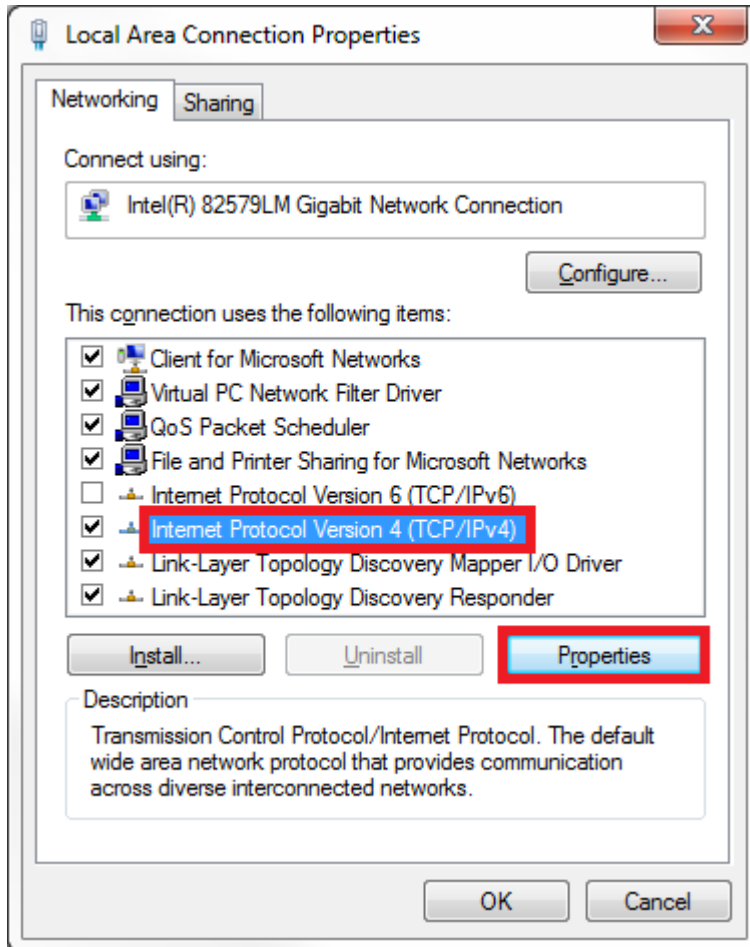 Local Area Connection Properties
Networking
Sharing
Connect using:
Intel(R) 82579LM Gigabit Network Connection
Configure...
This connection uses the following items:
Client for Microsoft Networks
Virtual PC Network Filter Driver
QoS Packet Scheduler
File and Printer Sharing for Microsoft Networks
Internet Protocol Version 6 (TCP/IPv6)
Internet Protocol Version 4 (TCP/IPv4)
Link-Layer Topology Discovery Mapper I/O Driver
Link-Layer Topology Discovery Responder
Install...
Uninstall
Properties
Description
Transmission Control Protocol/Internet Protocol. The default
wide area network protocol that provides communication
across diverse interconnected networks.
OK
Cancel